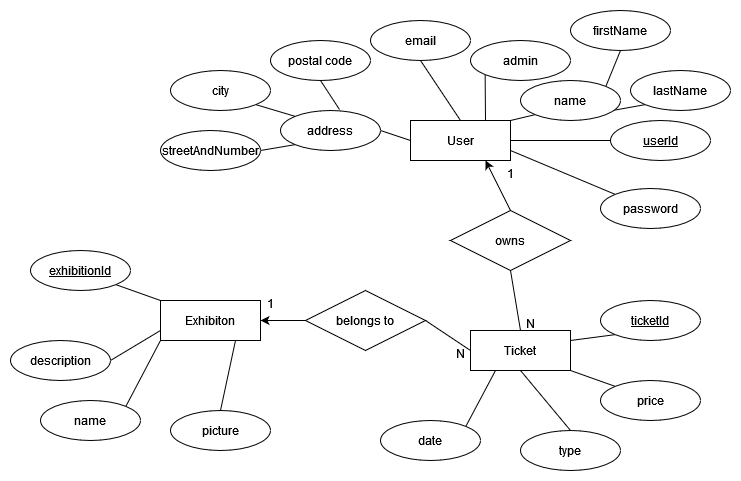 firstName
email
postal code
admin
city
name
lastName
address
User
userId
streetAndNumber
1
password
owns
exhibitionId
1
Exhibiton
belongs to
N
ticketId
N
Ticket
description
price
name
picture
date
type